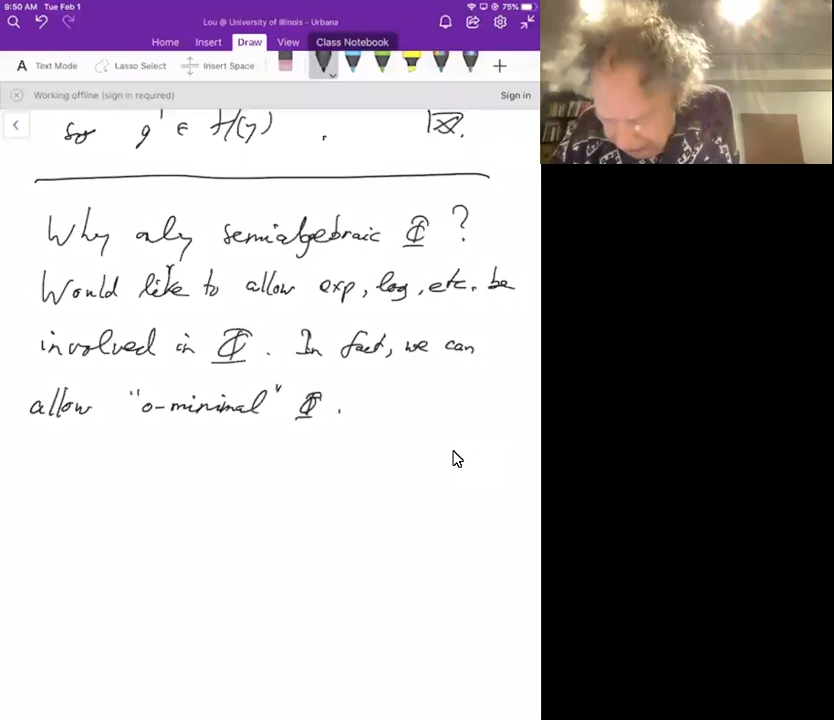 9:50 AM Tue Feb 1
75%
Lou @ University of Illinois - Urbana
Home Insert Draw View Class Notebook
A Text Mode Lasso Select Insert Space
Working offline (sign in required) Sign in
for g' ∈ H(y) .
Why only semialgebraic Φ ?
Would like to allow exp, log, etc. be
involved in Φ . In fact, we can
allow "o-minimal" Φ .